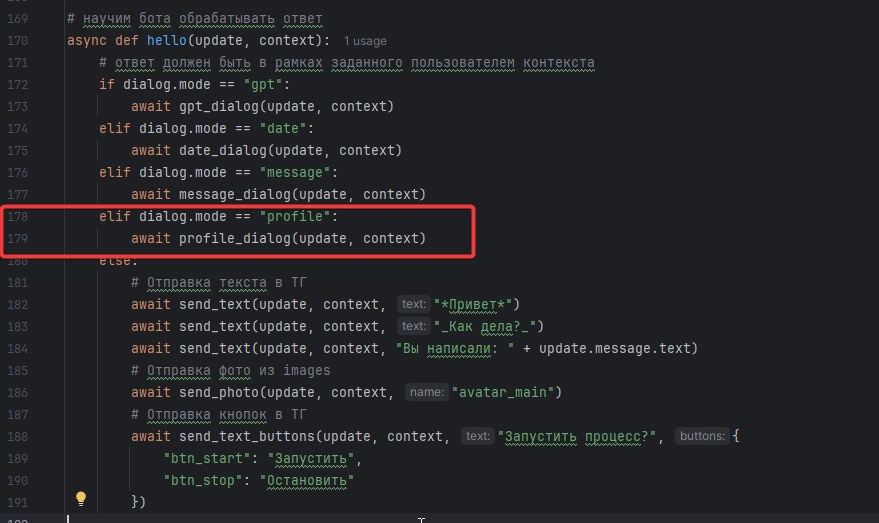 169 # научим бота обрабатывать ответ
170 async def hello(update, context): 1 usage
171 # ответ должен быть в рамках заданного пользователем контекста
172 if dialog.mode == "gpt":
173 await gpt_dialog(update, context)
174 elif dialog.mode == "date":
175 await date_dialog(update, context)
176 elif dialog.mode == "message":
177 await message_dialog(update, context)
178 elif dialog.mode == "profile":
179 await profile_dialog(update, context)
180 else:
181 # Отправка текста в ТГ
182 await send_text(update, context, text: "*Привет*")
183 await send_text(update, context, text: "_Как дела?_")
184 await send_text(update, context, "Вы написали: " + update.message.text)
185 # Отправка фото из images
186 await send_photo(update, context, name: "avatar_main")
187 # Отправка кнопок в ТГ
188 await send_text_buttons(update, context, text: "Запустить процесс?", buttons: {
189 "btn_start": "Запустить",
190 "btn_stop": "Остановить"
191 })